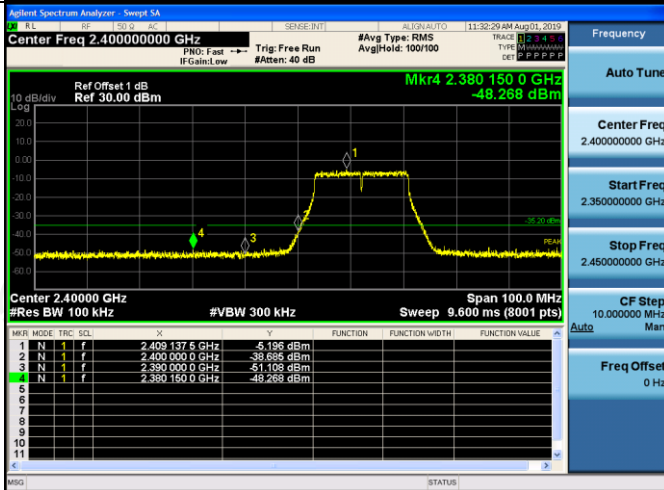 Agilent Spectrum Analyzer - Swept SA
RL RF 50 Ω AC SENSE:INT ALIGN AUTO 11:32:29 AM Aug 01, 2019
Center Freq 2.400000000 GHz
PNO: Fast
IFGain:Low
Trig: Free Run
#Atten: 40 dB
#Avg Type: RMS
Avg|Hold: 100/100
TRACE 1 2 3 4 5 6
TYPE M
DET P P P P P P
Ref Offset 1 dB
10 dB/div Ref 30.00 dBm
Log
Mkr4 2.380 150 0 GHz
-48.268 dBm
20.0
10.0
0.00
-10.0
-20.0
-30.0
-40.0
-50.0
-60.0
1
2
3
4
-35.20 dBm
PEAK
Center 2.40000 GHz Span 100.0 MHz
#Res BW 100 kHz #VBW 300 kHz Sweep 9.600 ms (8001 pts)
MKR MODE TRC SCL X Y FUNCTION FUNCTION WIDTH FUNCTION VALUE
1 N 1 f 2.409 137 5 GHz -5.196 dBm
2 N 1 f 2.400 000 0 GHz -38.685 dBm
3 N 1 f 2.390 000 0 GHz -51.108 dBm
4 N 1 f 2.380 150 0 GHz -48.268 dBm
5
6
7
8
9
10
11
MSG STATUS
Frequency
Auto Tune
Center Freq
2.400000000 GHz
Start Freq
2.350000000 GHz
Stop Freq
2.450000000 GHz
CF Step
10.000000 MHz
Auto Man
Freq Offset
0 Hz